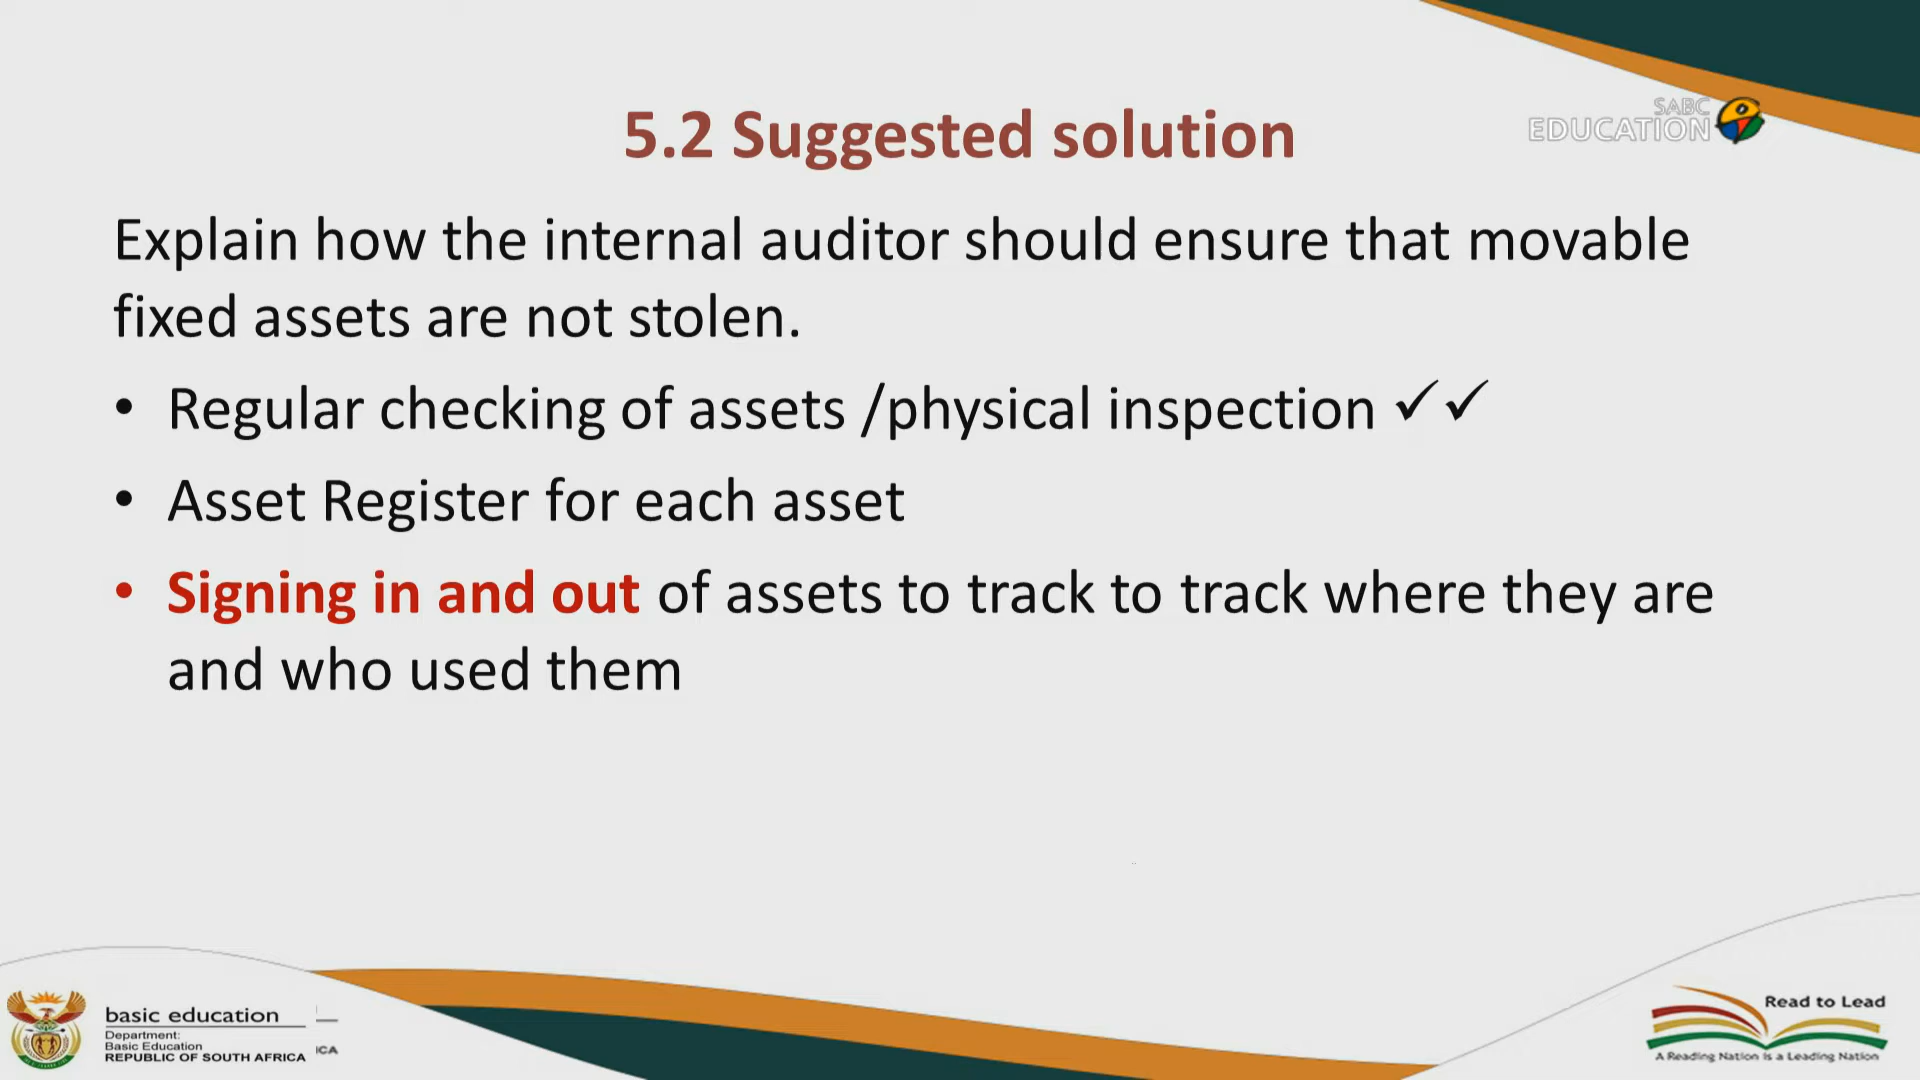 5.2 Suggested solution
SABC
EDUCATION
Explain how the internal auditor should ensure that movable
fixed assets are not stolen.
• Regular checking of assets /physical inspection ✓✓
• Asset Register for each asset
• Signing in and out of assets to track to track where they are
and who used them
basic education
Department:
Basic Education
REPUBLIC OF SOUTH AFRICA
ICA
Read to Lead
A Reading Nation is a Leading Nation